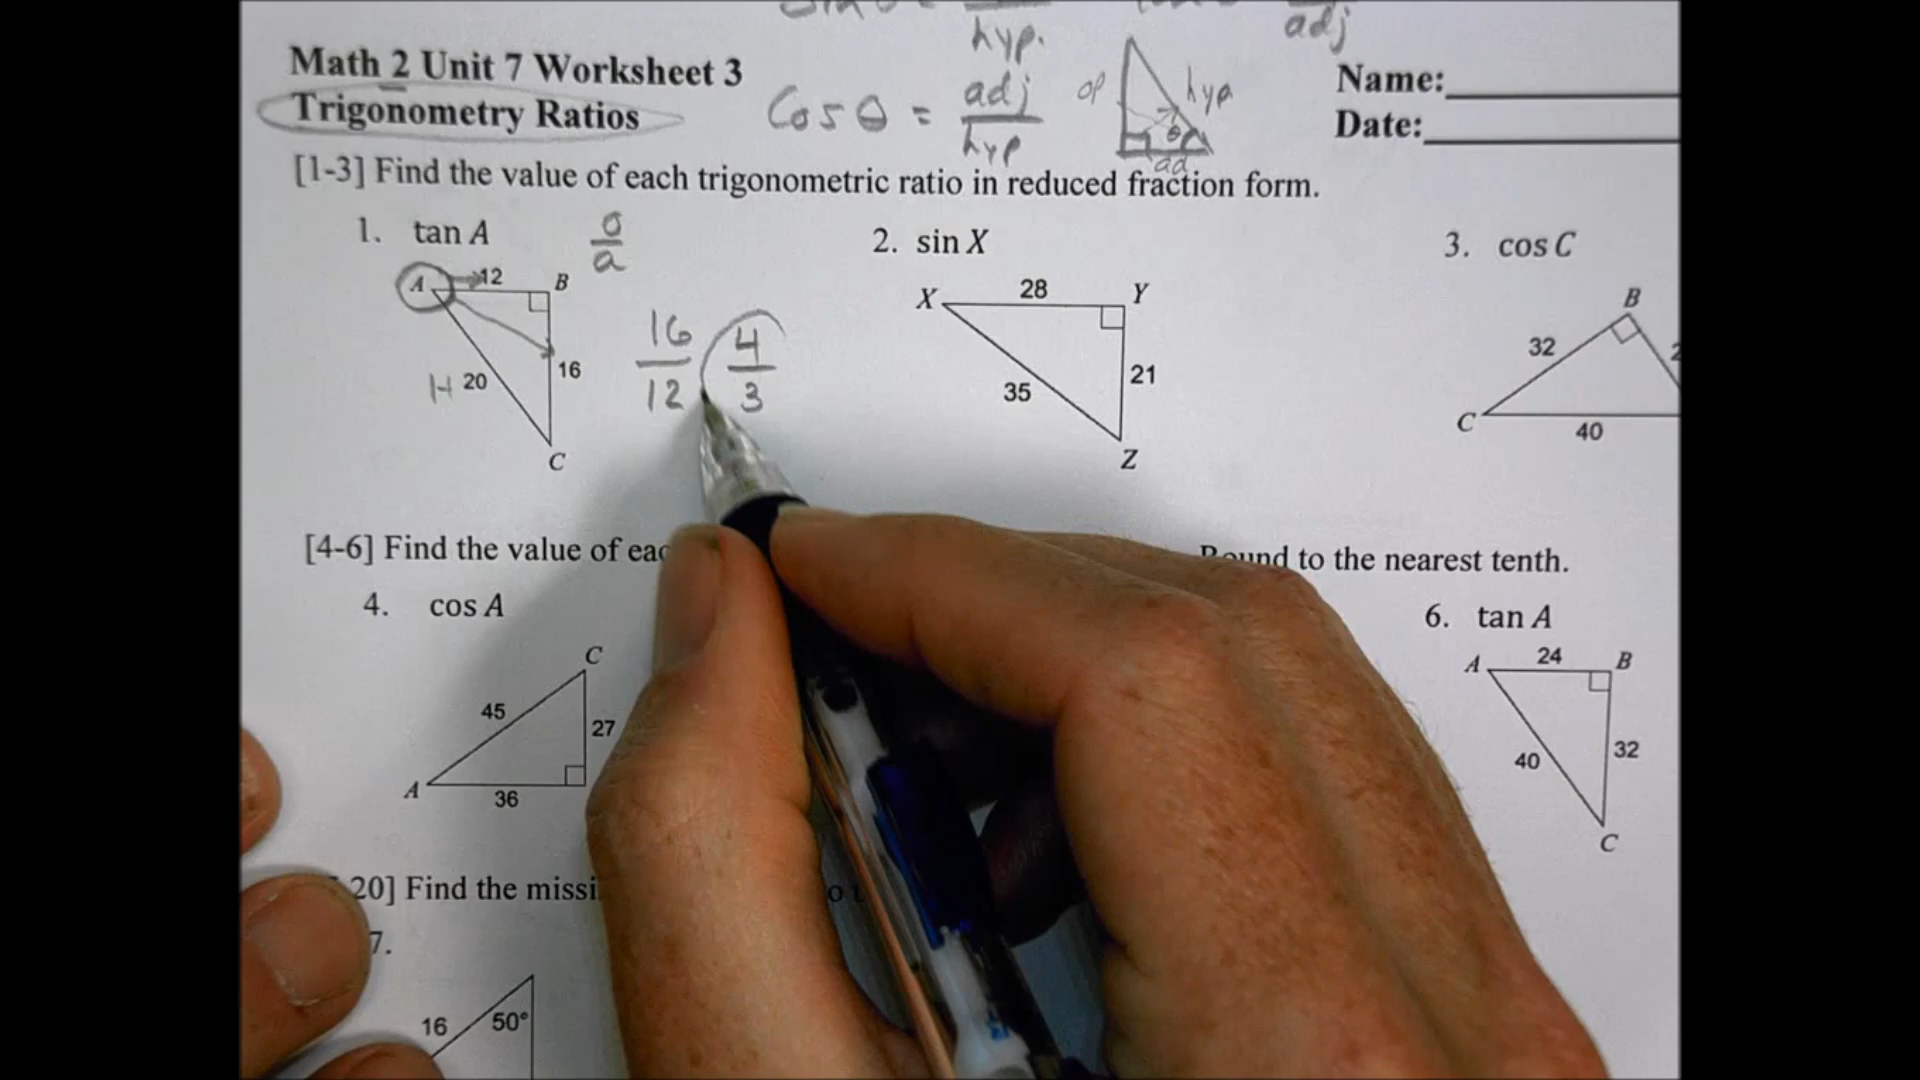 hyp.
adj
Math 2 Unit 7 Worksheet 3
Trigonometry Ratios
Cos θ = adj
hyp
op
hyp
θ
ad
Name:
Date:
[1-3] Find the value of each trigonometric ratio in reduced fraction form.
1. tan A
o
a
A
12
B
16
H 20
C
16
12
4
3
2. sin X
X
28
Y
21
35
Z
3. cos C
B
32
C
40
[4-6] Find the value of
Round to the nearest tenth.
4. cos A
C
45
27
A
36
6. tan A
A
24
B
40
32
C
20] Find the
7.
16
50°